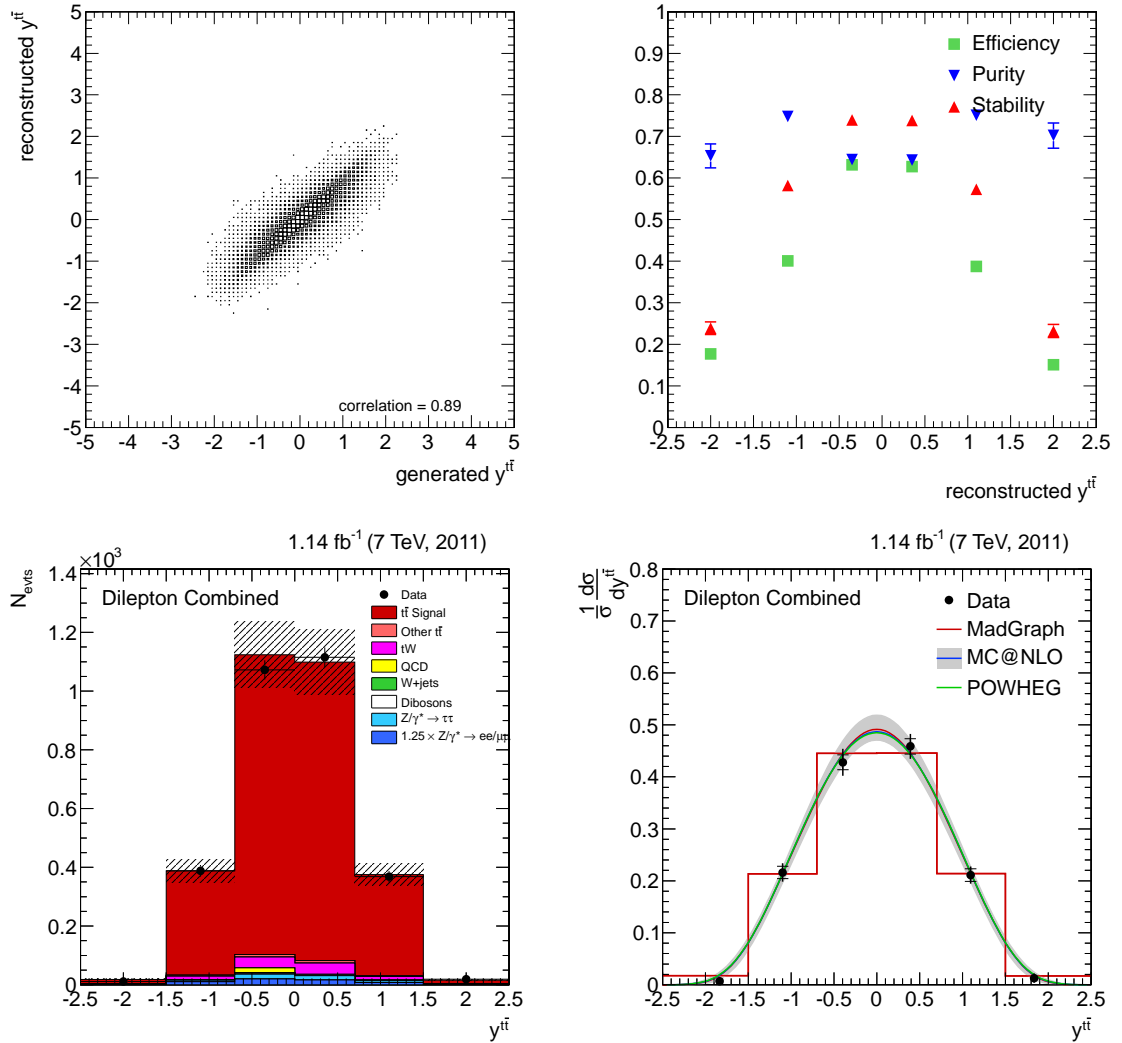 reconstructed y^{tt̄}
5
4
3
2
1
0
-1
-2
-3
-4
-5
correlation = 0.89
-5 -4 -3 -2 -1 0 1 2 3 4 5
generated y^{tt̄}
1
0.9
0.8
0.7
0.6
0.5
0.4
0.3
0.2
0.1
0
Efficiency
Purity
Stability
-2.5 -2 -1.5 -1 -0.5 0 0.5 1 1.5 2 2.5
reconstructed y^{tt̄}
1.14 fb⁻¹ (7 TeV, 2011)
×10³
N_{evts}
1.4
1.2
1
0.8
0.6
0.4
0.2
0
Dilepton Combined
Data
tt̄ Signal
Other tt̄
tW
QCD
W+jets
Dibosons
Z/γ* → ττ
1.25 × Z/γ* → ee/μμ
-2.5 -2 -1.5 -1 -0.5 0 0.5 1 1.5 2 2.5
y^{tt̄}
1.14 fb⁻¹ (7 TeV, 2011)
1/σ dσ/dy^{tt̄}
0.8
0.7
0.6
0.5
0.4
0.3
0.2
0.1
0
Dilepton Combined
Data
MadGraph
MC@NLO
POWHEG
-2.5 -2 -1.5 -1 -0.5 0 0.5 1 1.5 2 2.5
y^{tt̄}